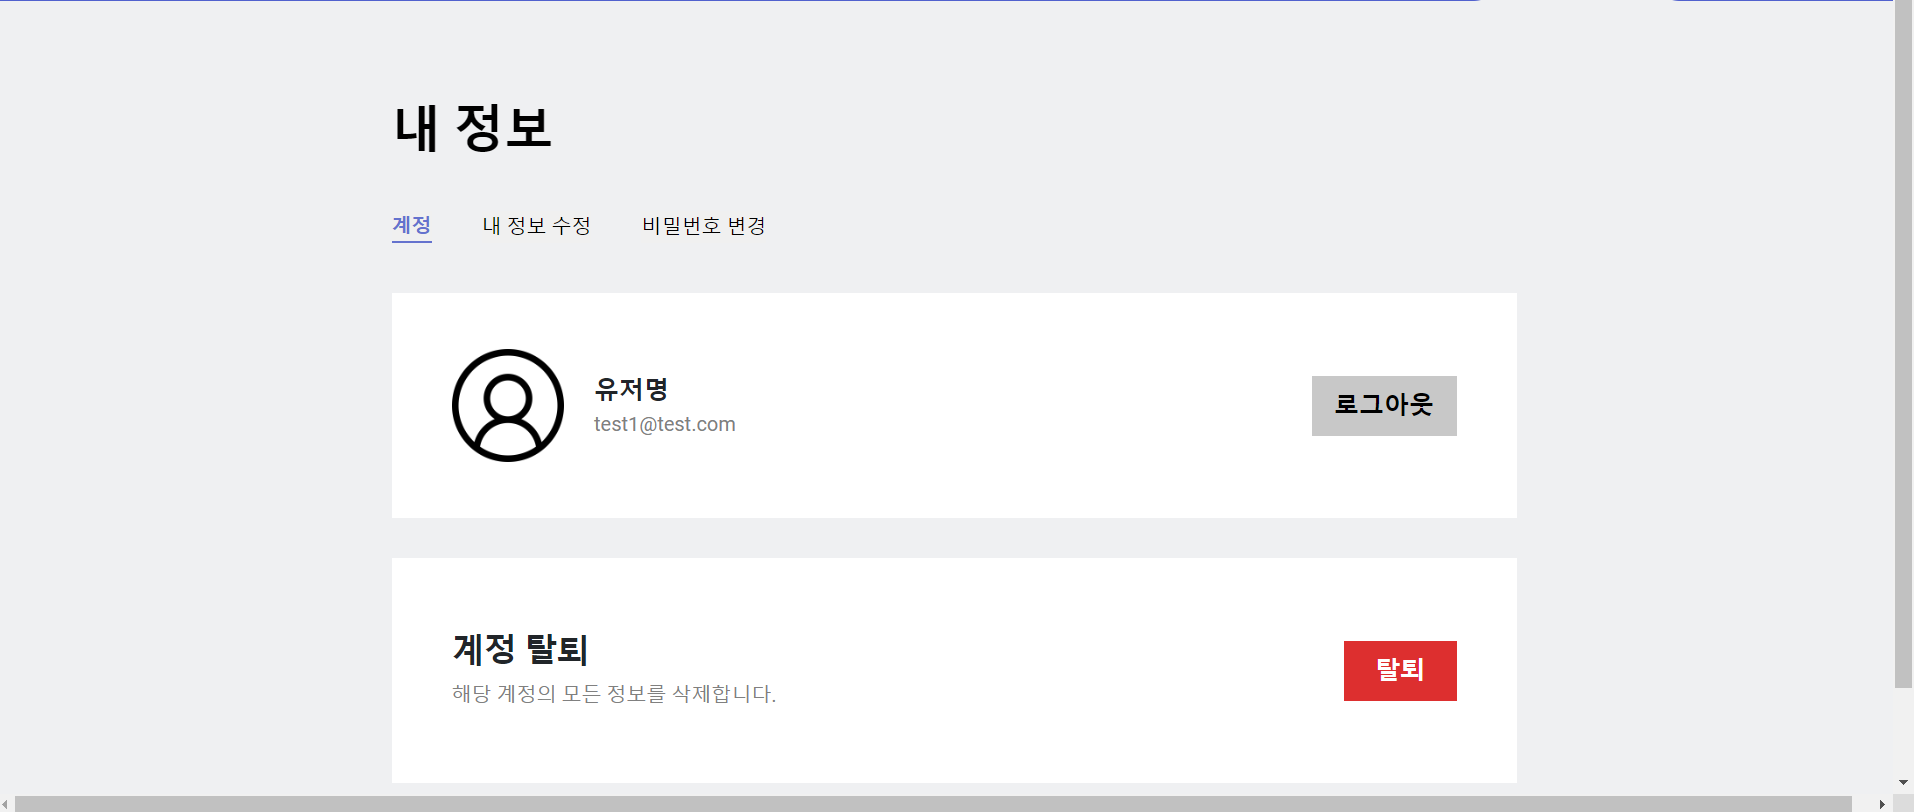 내 정보
계정 내 정보 수정 비밀번호 변경
유저명
test1@test.com
로그아웃
계정 탈퇴
해당 계정의 모든 정보를 삭제합니다.
탈퇴